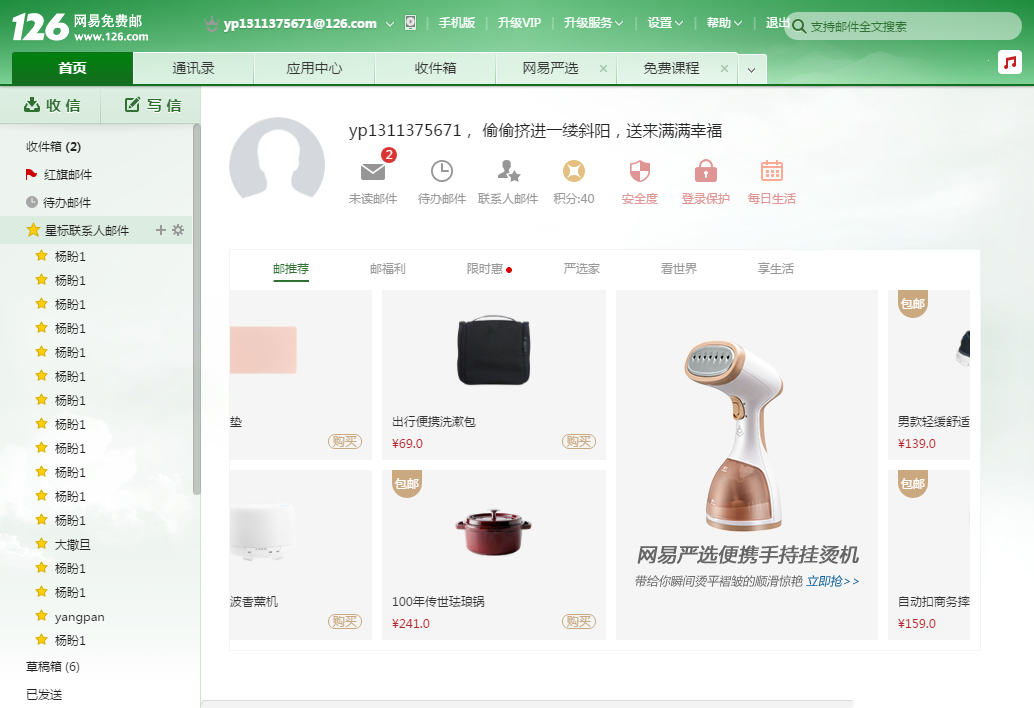 126 网易免费邮
www.126.com
yp1311375671@126.com
手机版
升级VIP
升级服务
设置
帮助
退出
支持邮件全文搜索
首页
通讯录
应用中心
收件箱
网易严选 ×
免费课程 ×
收信
写信
收件箱 (2)
红旗邮件
待办邮件
星标联系人邮件
杨盼1
杨盼1
杨盼1
杨盼1
杨盼1
杨盼1
杨盼1
杨盼1
杨盼1
杨盼1
杨盼1
杨盼1
大撒旦
杨盼1
杨盼1
yangpan
杨盼1
草稿箱 (6)
已发送
yp1311375671 ,  偷偷挤进一缕斜阳，送来满满幸福
2
未读邮件
待办邮件
联系人邮件
积分:40
安全度
登录保护
每日生活
邮推荐
邮福利
限时惠
严选家
看世界
享生活
垫
购买
出行便携洗漱包
¥69.0
购买
波香薰机
购买
包邮
100年传世珐琅锅
¥241.0
购买
网易严选便携手持挂烫机
带给你瞬间烫平褶皱的顺滑惊艳 立即抢>>
包邮
男款轻缓舒适
¥139.0
包邮
自动扣商务摔
¥159.0